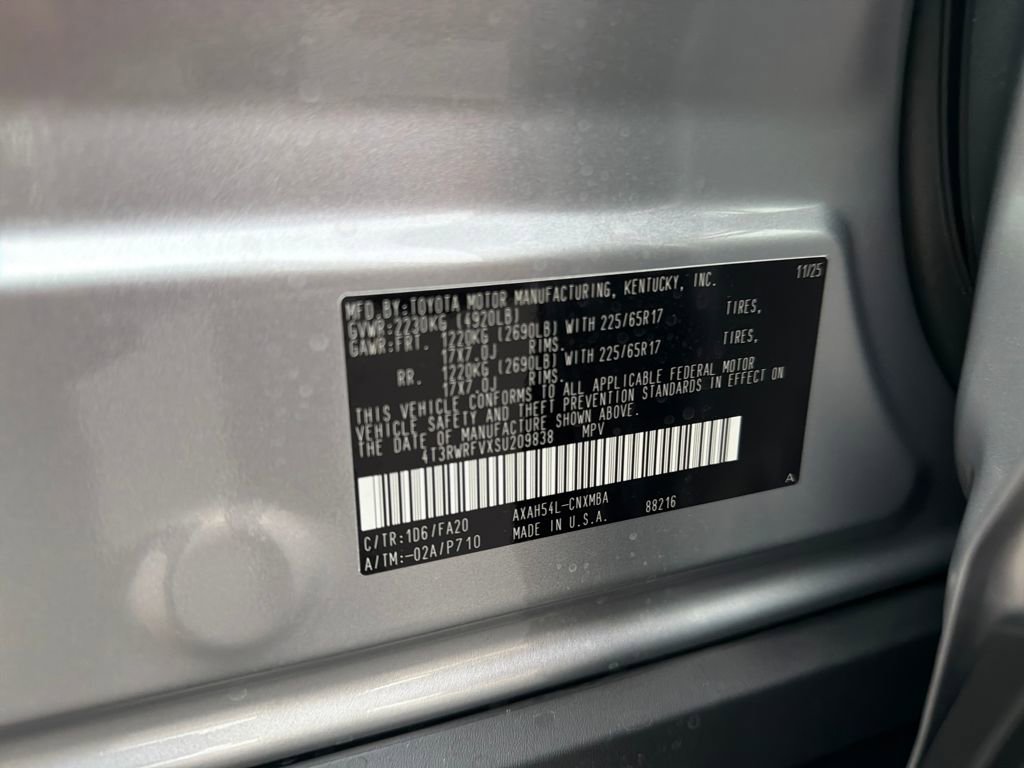 MFD.BY:TOYOTA MOTOR MANUFACTURING, KENTUCKY, INC. 11/25
GVWR:2230KG (4920LB)
GAWR:FRT. 1220KG (2690LB) WITH 225/65R17 TIRES,
17X7.0J RIMS.
RR. 1220KG (2690LB) WITH 225/65R17 TIRES,
17X7.0J RIMS.
THIS VEHICLE CONFORMS TO ALL APPLICABLE FEDERAL MOTOR
VEHICLE SAFETY AND THEFT PREVENTION STANDARDS IN EFFECT ON
THE DATE OF MANUFACTURE SHOWN ABOVE.
4T3RWRFVXSU209838 MPV
C/TR:1D6/FA20 AXAH54L-CNXMBA 88216 A
A/TM:-02A/P710 MADE IN U.S.A.